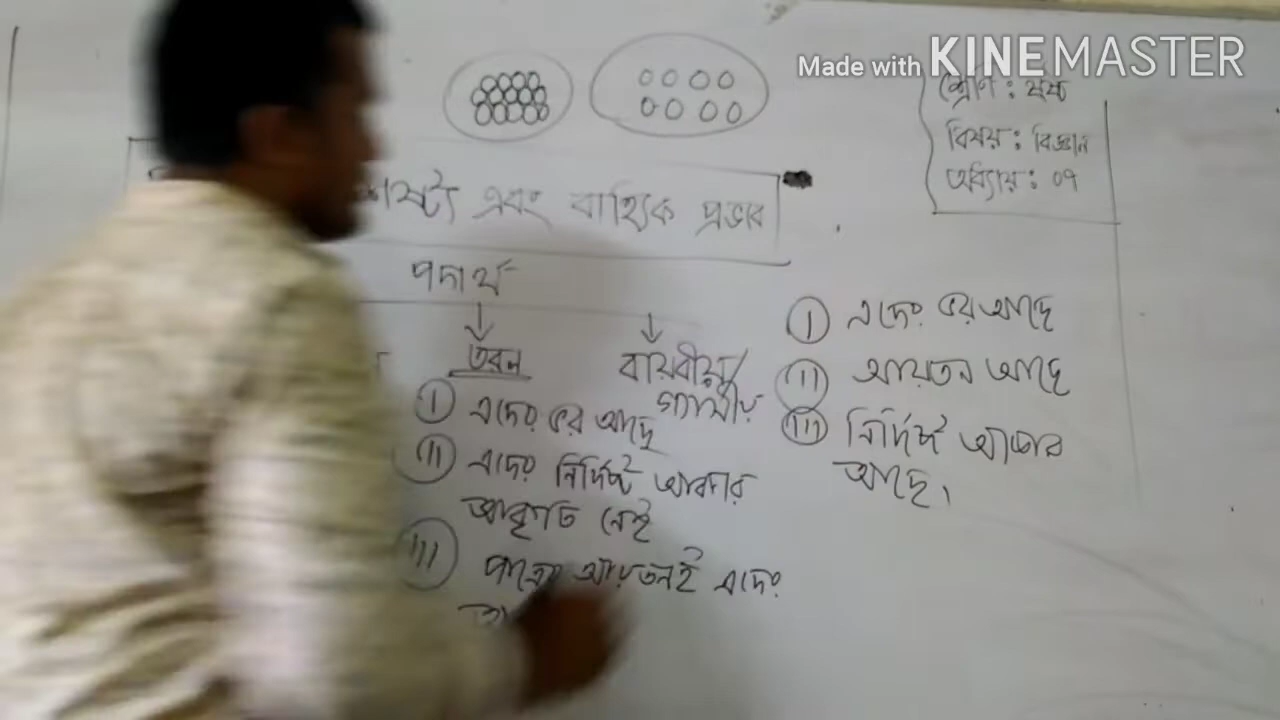 Made with KINEMASTER
শ্রেণি : ষষ্ঠ
বিষয় : বিজ্ঞান
অধ্যায় : ০৭
এবং বাহ্যিক প্রভাব
পদার্থ
তরল
বায়বীয়/
গ্যাসীয়
(i) এদের ভর আছে
(ii) এদের নির্দিষ্ট আকার
আকৃতি নেই
(iii) পাত্রের আয়তনই এদের
(i) এদের ভর আছে
(ii) আয়তন আছে
(iii) নির্দিষ্ট আকার
আছে।